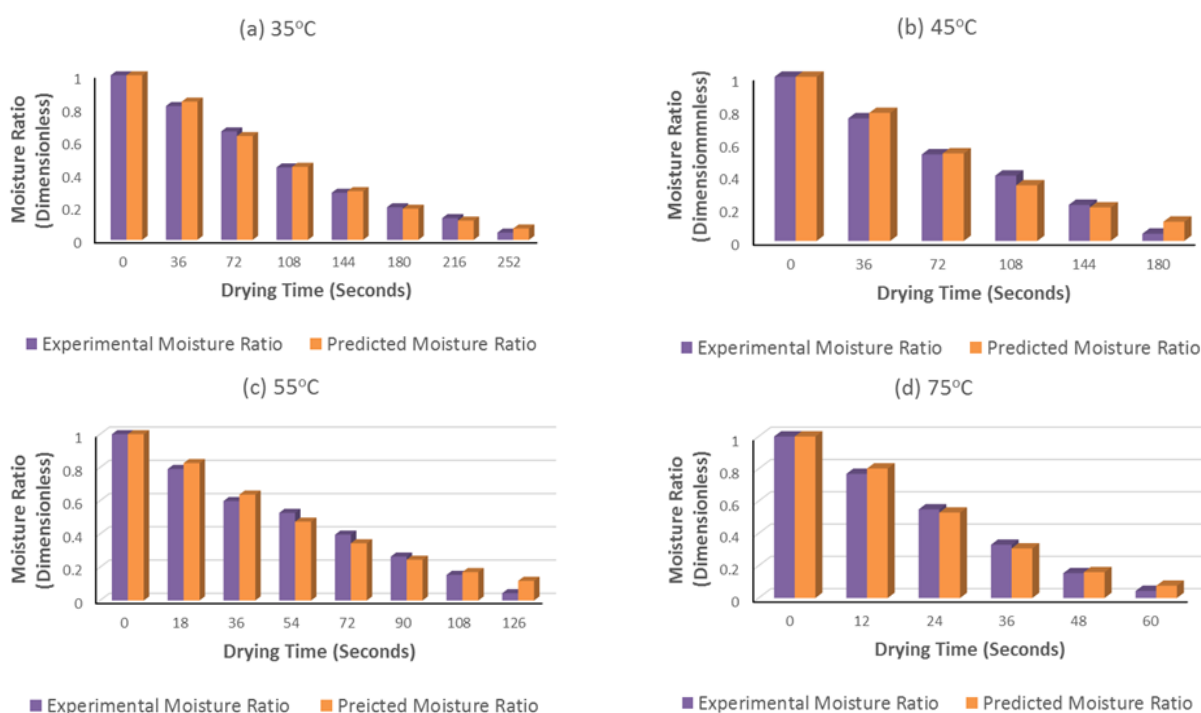 (a) 35°C
Moisture Ratio
(Dimensionless)
1
0.8
0.6
0.4
0.2
0
0 36 72 108 144 180 216 252
Drying Time (Seconds)
Experimental Moisture Ratio Predicted Moisture Ratio
(b) 45°C
Moisture Ratio
(Dimensiommnless)
1
0.8
0.6
0.4
0.2
0
0 36 72 108 144 180
Drying Time (Seconds)
Experimental Moisture Ratio Predicted Moisture Ratio
(c) 55°C
Moisture Ratio
(Dimensionless)
1
0.8
0.6
0.4
0.2
0
0 18 36 54 72 90 108 126
Drying Time (Seconds)
Experimental Moisture Ratio Preicted Moisture Ratio
(d) 75°C
Moisture Ratio
(Dimensionless)
1
0.8
0.6
0.4
0.2
0
0 12 24 36 48 60
Drying Time (Seconds)
Experimental Moisture Ratio Predicted Moisture Ratio